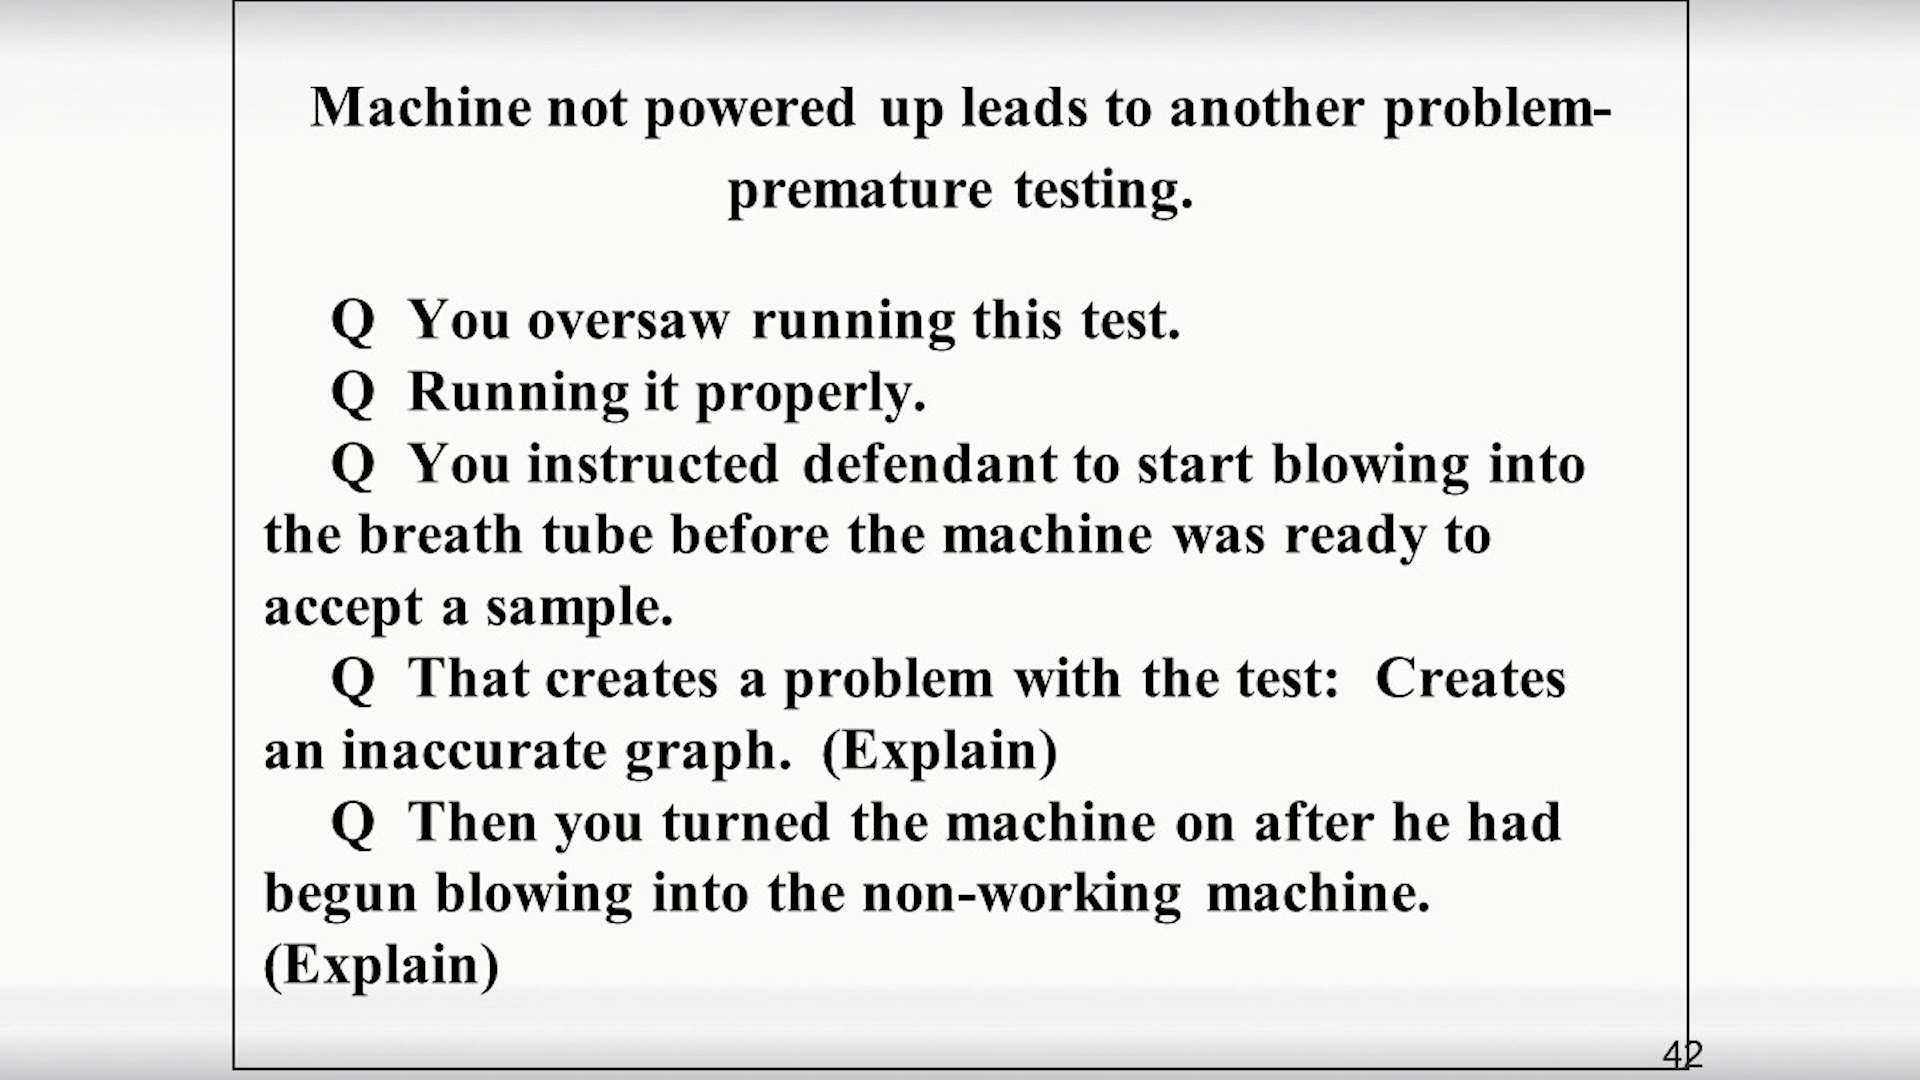 Machine not powered up leads to another problem-
premature testing.
Q You oversaw running this test.
Q Running it properly.
Q You instructed defendant to start blowing into
the breath tube before the machine was ready to
accept a sample.
Q That creates a problem with the test: Creates
an inaccurate graph. (Explain)
Q Then you turned the machine on after he had
begun blowing into the non-working machine.
(Explain)
42